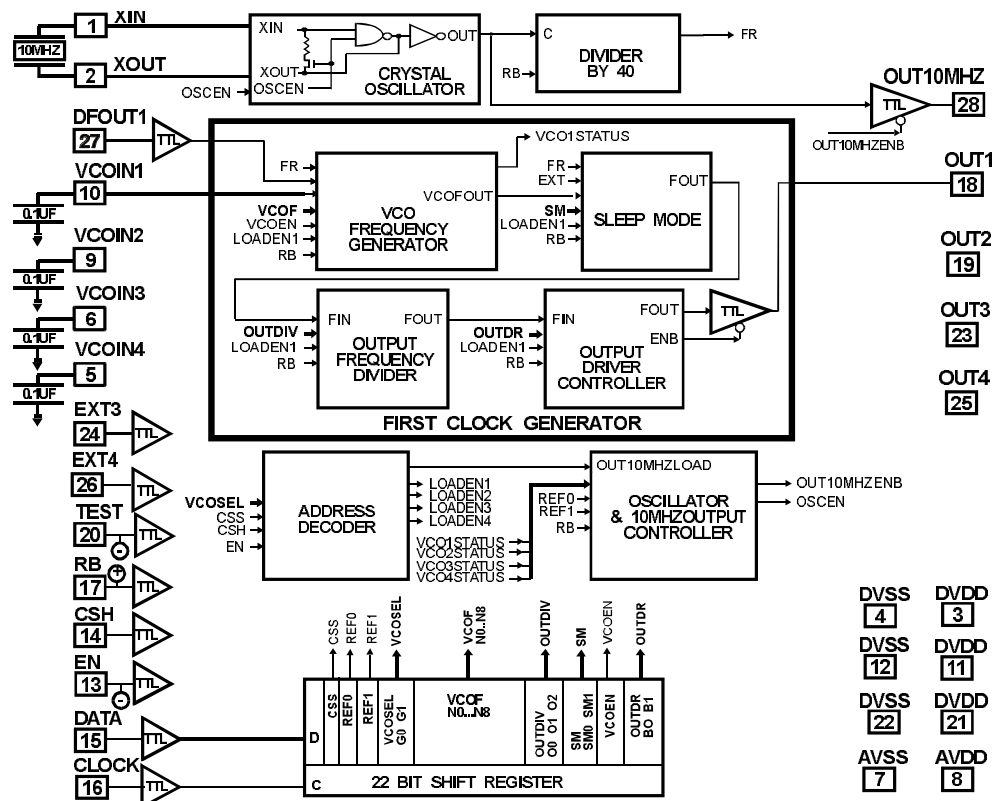 XIN
1
10MHZ
2
XOUT
XIN
OUT
XOUT
OSCEN
CRYSTAL
OSCILLATOR
OSCEN
C
RB
DIVIDER
BY 40
FR
OUT10MHZ
TTL
28
OUT10MHZENB
DFOUT1
27
TTL
VCOIN1
10
0.1UF
VCOIN2
9
0.1UF
VCOIN3
6
0.1UF
VCOIN4
5
0.1UF
EXT3
24
TTL
EXT4
26
TTL
TEST
20
TTL
-
RB
+
17
TTL
CSH
14
TTL
EN
13
TTL
-
DATA
15
TTL
CLOCK
16
TTL
VCO1STATUS
FR
VCOF
VCOEN
LOADEN1
RB
VCOFOUT
VCO
FREQUENCY
GENERATOR
FR
EXT
SM
LOADEN1
RB
FOUT
SLEEP MODE
OUTDIV
LOADEN1
RB
FIN
FOUT
OUTPUT
FREQUENCY
DIVIDER
OUTDR
LOADEN1
RB
FIN
FOUT
ENB
OUTPUT
DRIVER
CONTROLLER
TTL
FIRST CLOCK GENERATOR
OUT1
18
OUT2
19
OUT3
23
OUT4
25
VCOSEL
CSS
CSH
EN
ADDRESS
DECODER
LOADEN1
LOADEN2
LOADEN3
LOADEN4
OUT10MHZLOAD
REF0
REF1
RB
VCO1STATUS
VCO2STATUS
VCO3STATUS
VCO4STATUS
OSCILLATOR
& 10MHZOUTPUT
CONTROLLER
OUT10MHZENB
OSCEN
CSS
REF0
REF1
VCOSEL
VCOF
N0...N8
OUTDIV
SM
VCOEN
OUTDR
D
CSS
REF0
REF1
VCOSEL
G0 G1
VCOF
N0...N8
OUTDIV
O0 O1 O2
SM
SM0 SM1
VCOEN
OUTDR
BO B1
C
22 BIT SHIFT REGISTER
DVSS
4
DVDD
3
DVSS
12
DVDD
11
DVSS
22
DVDD
21
AVSS
7
AVDD
8